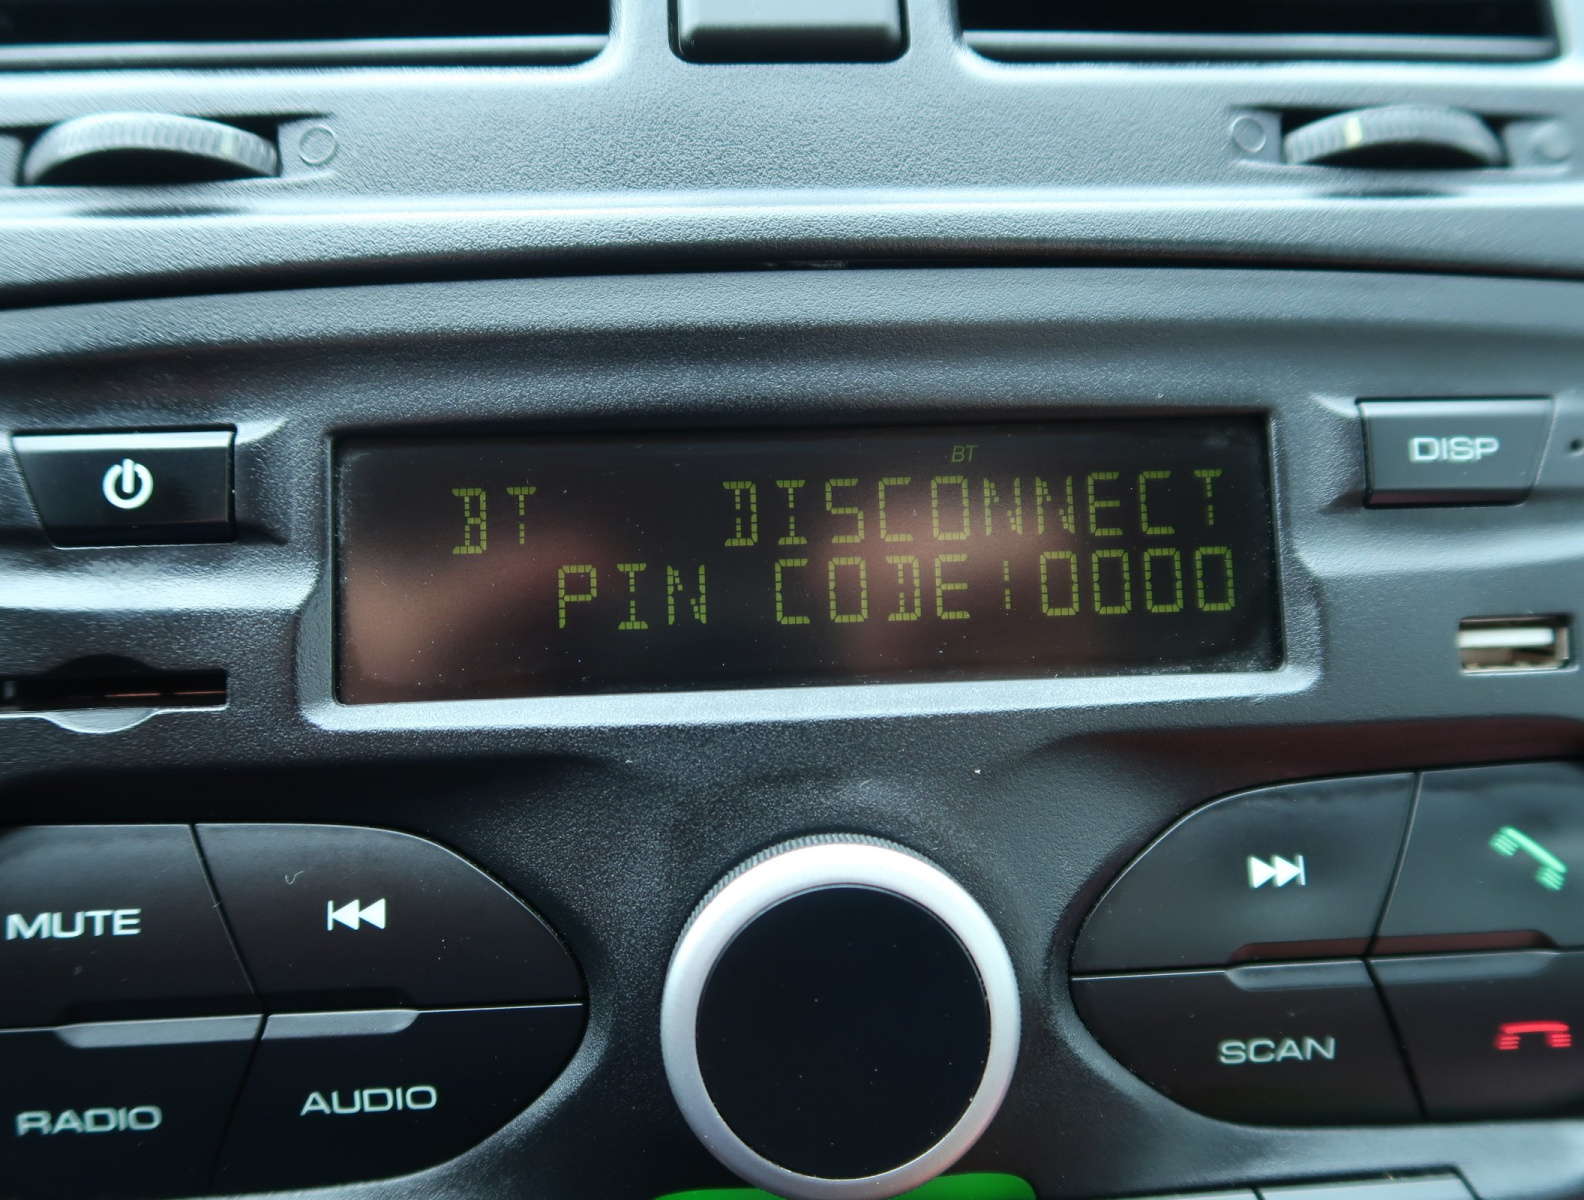 BT
BT DISCONNECT
PIN CODE:0000
DISP
MUTE
RADIO
AUDIO
SCAN